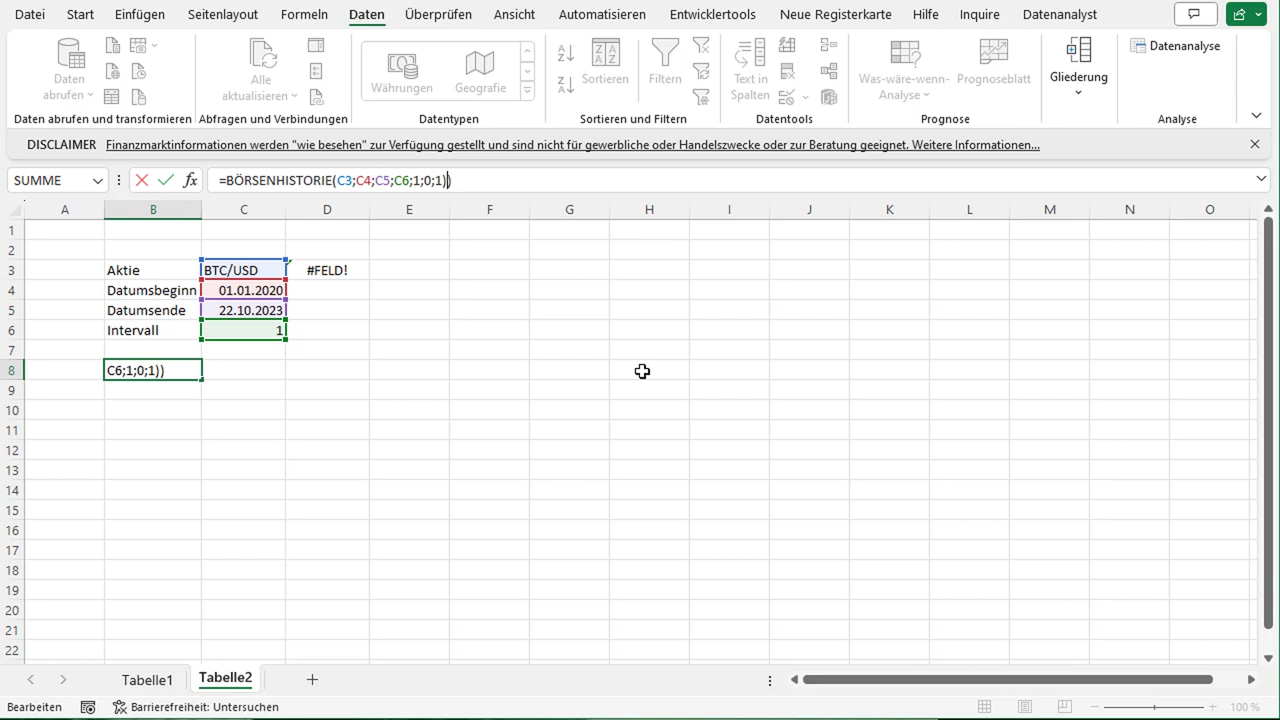 Datei Start Einfügen Seitenlayout Formeln Daten Überprüfen Ansicht Automatisieren Entwicklertools Neue Registerkarte Hilfe Inquire Datenanalyst
Daten abrufen
Alle aktualisieren
Währungen
Geografie
Sortieren
Filtern
Text in Spalten
Was-wäre-wenn-Analyse
Prognoseblatt
Gliederung
Datenanalyse
Daten abrufen und transformieren Abfragen und Verbindungen Datentypen Sortieren und Filtern Datentools Prognose Analyse
DISCLAIMER Finanzmarktinformationen werden "wie besehen" zur Verfügung gestellt und sind nicht für gewerbliche oder Handelszwecke oder zur Beratung geeignet. Weitere Informationen...
SUMME fx =BÖRSENHISTORIE(C3;C4;C5;C6;1;0;1))
A B C D E F G H I J K L M N O
1
2
3 Aktie BTC/USD #FELD!
4 Datumsbeginn 01.01.2020
5 Datumsende 22.10.2023
6 Intervall 1
7
8 C6;1;0;1))
9
10
11
12
13
14
15
16
17
18
19
20
21
22
Tabelle1 Tabelle2
Bearbeiten Barrierefreiheit: Untersuchen 100 %